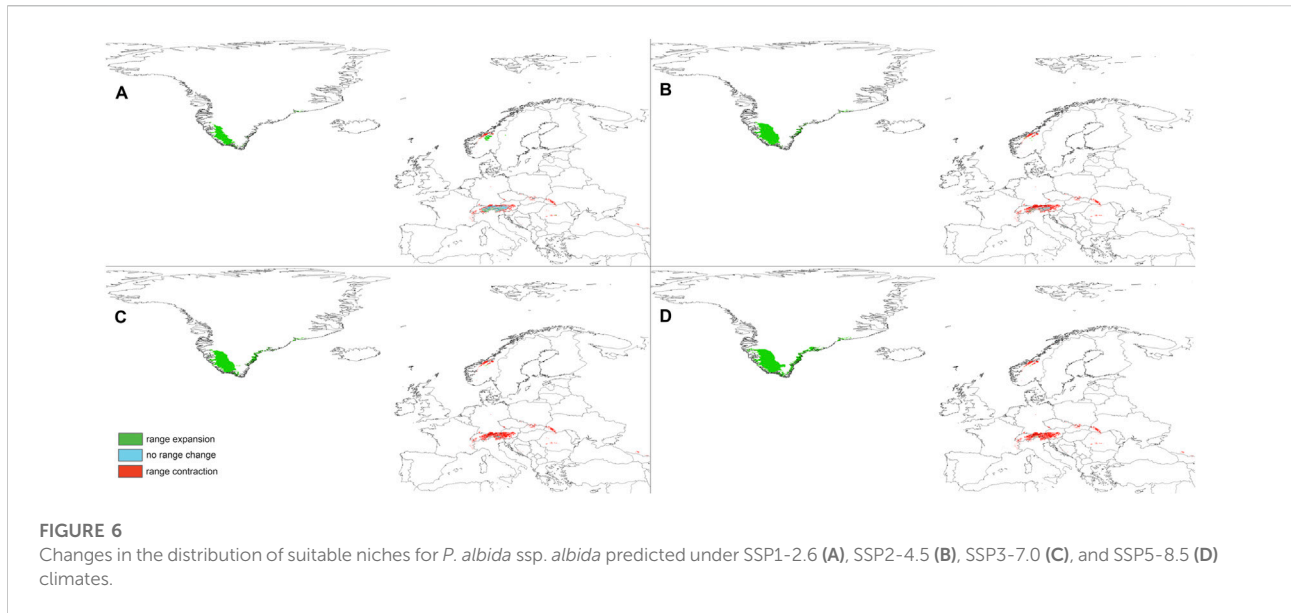 A
B
C
D
range expansion
no range change
range contraction
FIGURE 6
Changes in the distribution of suitable niches for P. albida ssp. albida predicted under SSP1-2.6 (A), SSP2-4.5 (B), SSP3-7.0 (C), and SSP5-8.5 (D)
climates.